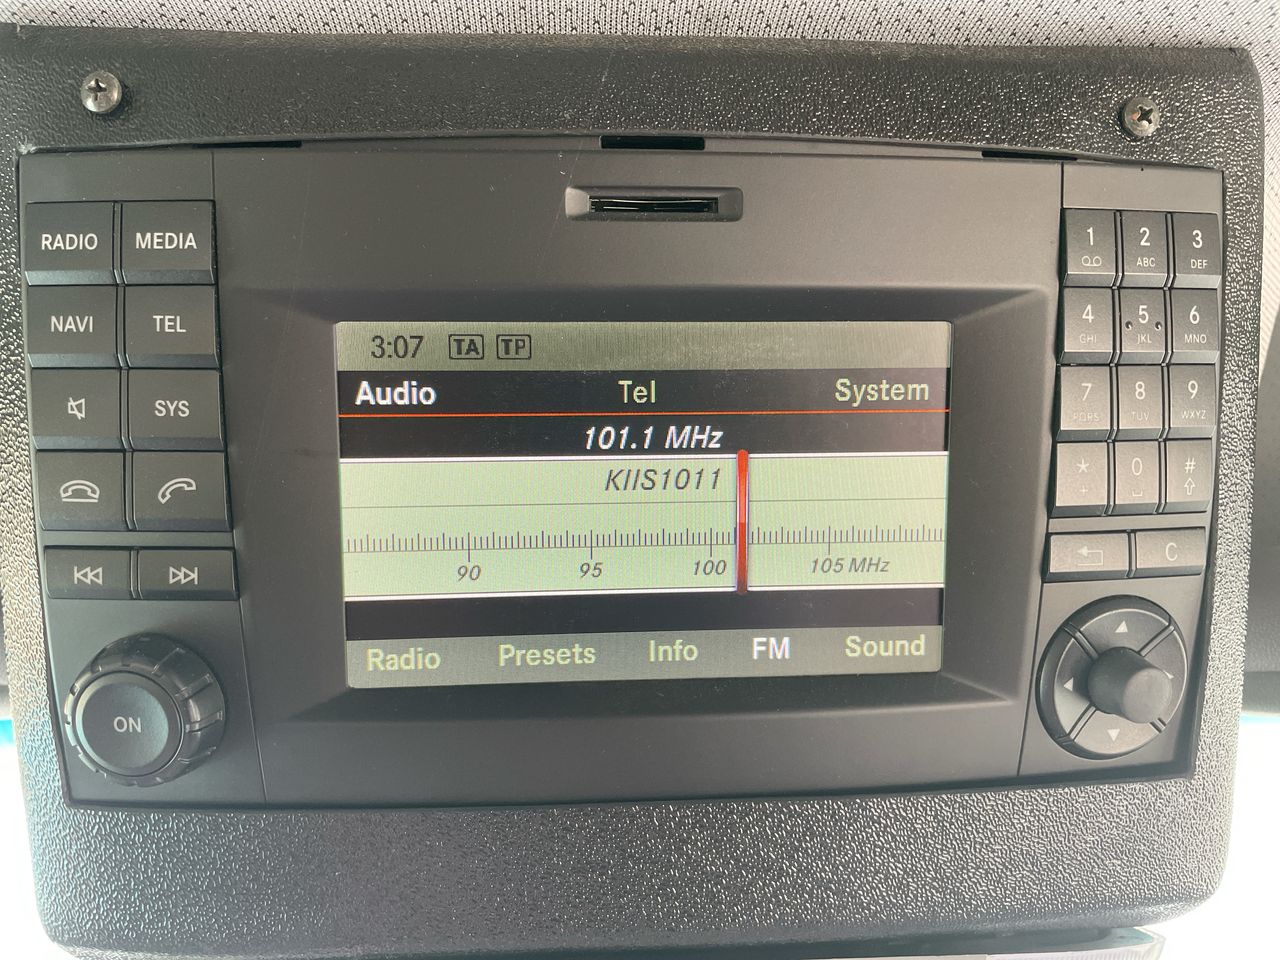 RADIO MEDIA
NAVI TEL
SYS
ON
3:07 TA TP
Audio Tel System
101.1 MHz
KIIS1011
90 95 100 105 MHz
Radio Presets Info FM Sound
1 2 3
ABC DEF
4 5 6
GHI JKL MNO
7 8 9
PQRS TUV WXYZ
* 0 #
+
C